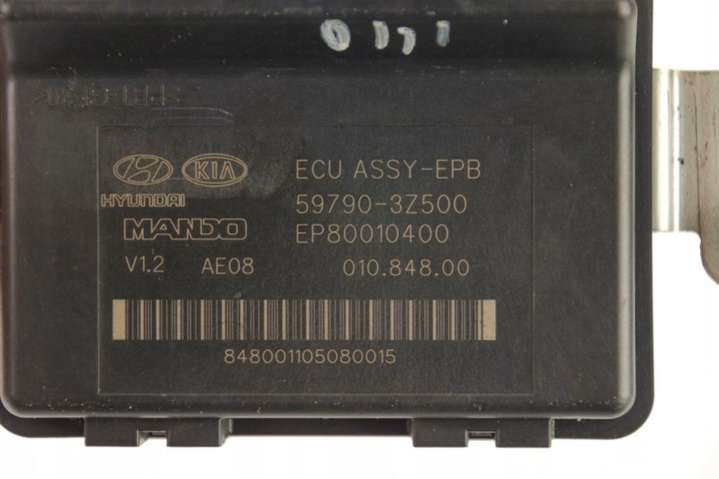 KIA ECU ASSY-EPB
HYUNDAI 59790-3Z500
MANDO EP80010400
V1.2 AE08 010.848.00
848001105080015